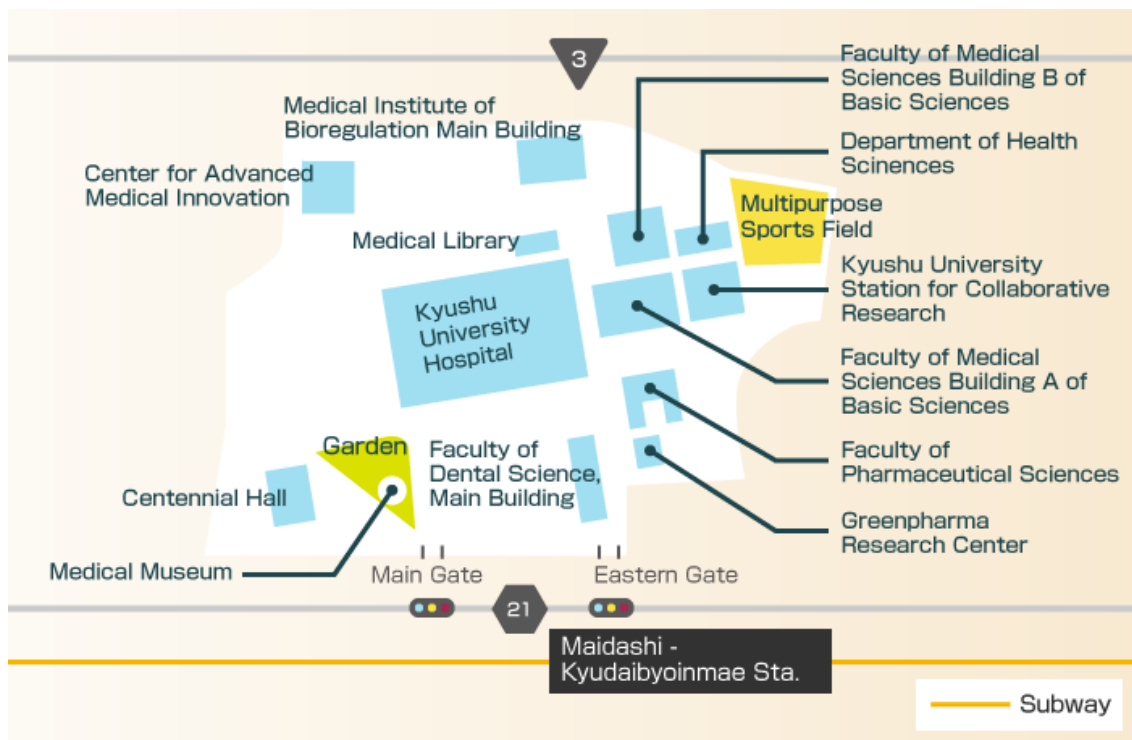 3
Faculty of Medical
Sciences Building B of
Basic Sciences
Medical Institute of
Bioregulation Main Building
Department of Health
Scinences
Center for Advanced
Medical Innovation
Multipurpose
Sports Field
Medical Library
Kyushu University
Station for Collaborative
Research
Kyushu
University
Hospital
Faculty of Medical
Sciences Building A of
Basic Sciences
Garden
Faculty of
Dental Science,
Main Building
Faculty of
Pharmaceutical Sciences
Centennial Hall
Greenpharma
Research Center
Medical Museum
Main Gate
Eastern Gate
21
Maidashi -
Kyudaibyoinmae Sta.
Subway